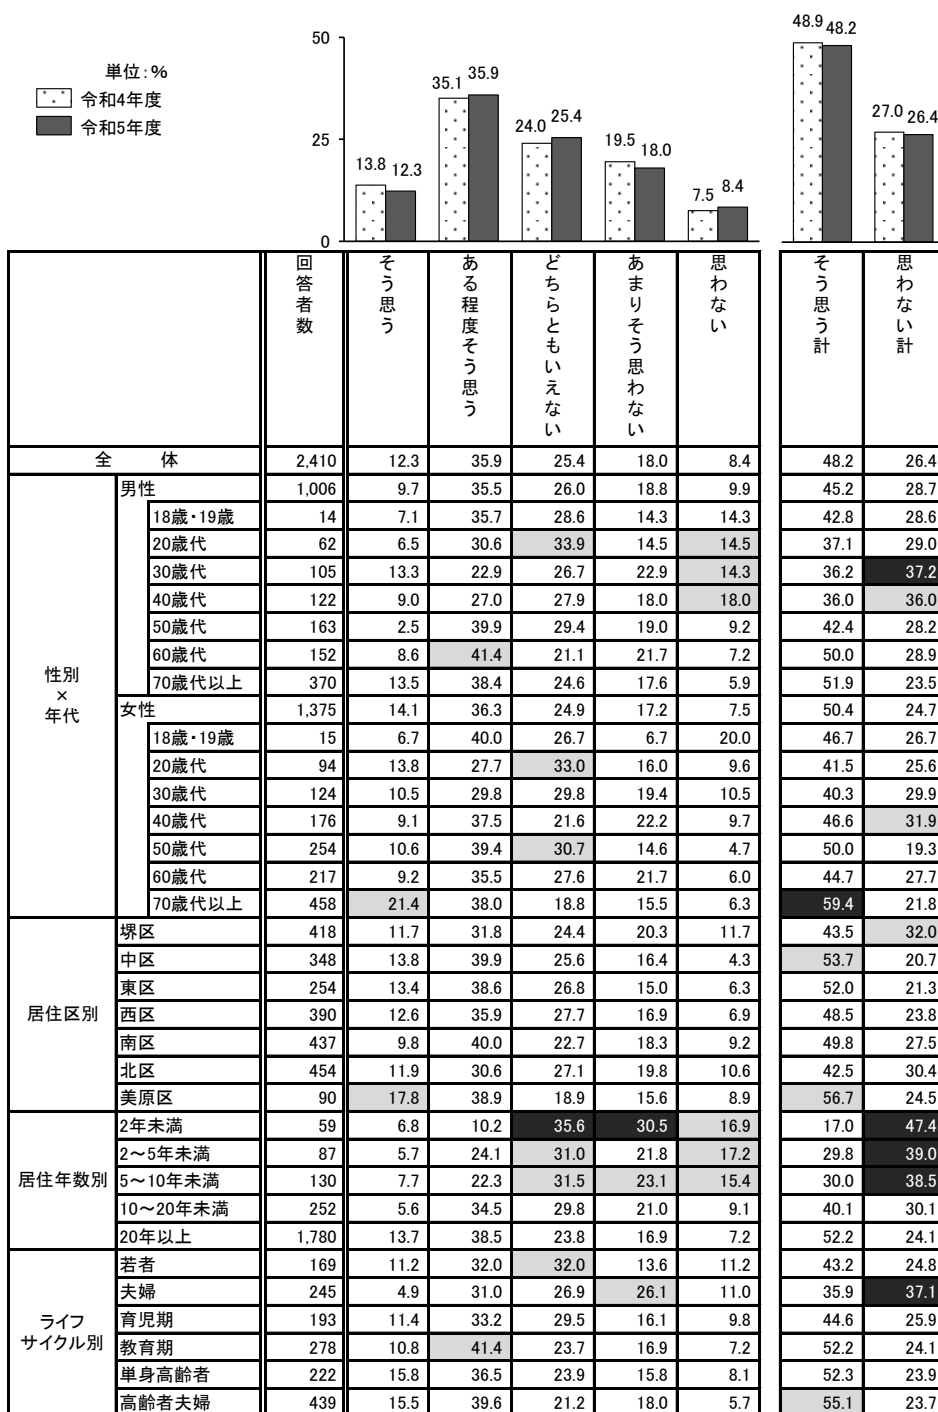 単位:%
令和4年度
令和5年度
50
25
0
13.8 12.3
35.1 35.9
24.0 25.4
19.5 18.0
7.5 8.4
48.9 48.2
27.0 26.4
回答者数 そう思う ある程度そう思う どちらともいえない あまりそう思わない 思わない そう思う計 思わない計
全体 2,410 12.3 35.9 25.4 18.0 8.4 48.2 26.4
性別×年代
男性 1,006 9.7 35.5 26.0 18.8 9.9 45.2 28.7
18歳・19歳 14 7.1 35.7 28.6 14.3 14.3 42.8 28.6
20歳代 62 6.5 30.6 33.9 14.5 14.5 37.1 29.0
30歳代 105 13.3 22.9 26.7 22.9 14.3 36.2 37.2
40歳代 122 9.0 27.0 27.9 18.0 18.0 36.0 36.0
50歳代 163 2.5 39.9 29.4 19.0 9.2 42.4 28.2
60歳代 152 8.6 41.4 21.1 21.7 7.2 50.0 28.9
70歳代以上 370 13.5 38.4 24.6 17.6 5.9 51.9 23.5
女性 1,375 14.1 36.3 24.9 17.2 7.5 50.4 24.7
18歳・19歳 15 6.7 40.0 26.7 6.7 20.0 46.7 26.7
20歳代 94 13.8 27.7 33.0 16.0 9.6 41.5 25.6
30歳代 124 10.5 29.8 29.8 19.4 10.5 40.3 29.9
40歳代 176 9.1 37.5 21.6 22.2 9.7 46.6 31.9
50歳代 254 10.6 39.4 30.7 14.6 4.7 50.0 19.3
60歳代 217 9.2 35.5 27.6 21.7 6.0 44.7 27.7
70歳代以上 458 21.4 38.0 18.8 15.5 6.3 59.4 21.8
居住区別
堺区 418 11.7 31.8 24.4 20.3 11.7 43.5 32.0
中区 348 13.8 39.9 25.6 16.4 4.3 53.7 20.7
東区 254 13.4 38.6 26.8 15.0 6.3 52.0 21.3
西区 390 12.6 35.9 27.7 16.9 6.9 48.5 23.8
南区 437 9.8 40.0 22.7 18.3 9.2 49.8 27.5
北区 454 11.9 30.6 27.1 19.8 10.6 42.5 30.4
美原区 90 17.8 38.9 18.9 15.6 8.9 56.7 24.5
居住年数別
2年未満 59 6.8 10.2 35.6 30.5 16.9 17.0 47.4
2～5年未満 87 5.7 24.1 31.0 21.8 17.2 29.8 39.0
5～10年未満 130 7.7 22.3 31.5 23.1 15.4 30.0 38.5
10～20年未満 252 5.6 34.5 29.8 21.0 9.1 40.1 30.1
20年以上 1,780 13.7 38.5 23.8 16.9 7.2 52.2 24.1
ライフサイクル別
若者 169 11.2 32.0 32.0 13.6 11.2 43.2 24.8
夫婦 245 4.9 31.0 26.9 26.1 11.0 35.9 37.1
育児期 193 11.4 33.2 29.5 16.1 9.8 44.6 25.9
教育期 278 10.8 41.4 23.7 16.9 7.2 52.2 24.1
単身高齢者 222 15.8 36.5 23.9 15.8 8.1 52.3 23.9
高齢者夫婦 439 15.5 39.6 21.2 18.0 5.7 55.1 23.7